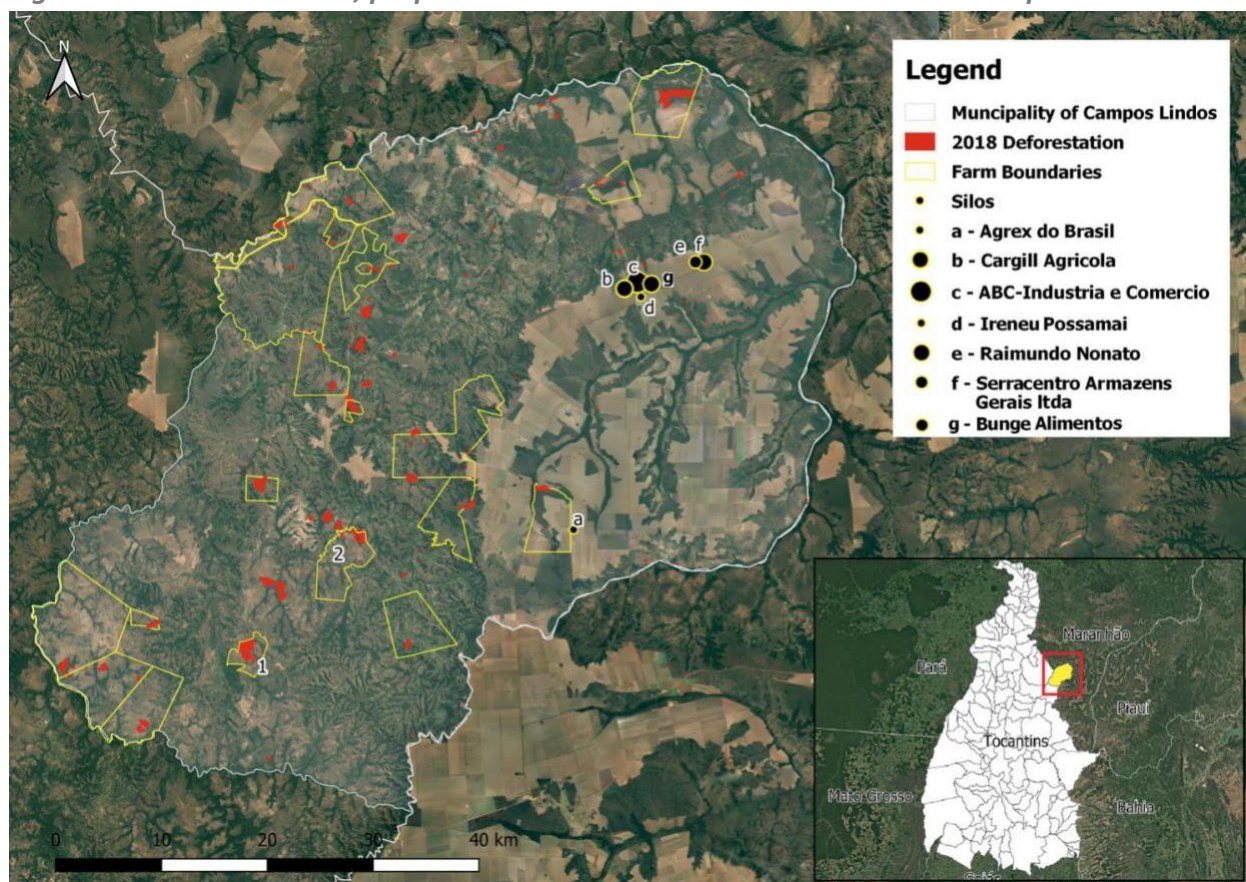 N
Legend
Muncipality of Campos Lindos
2018 Deforestation
Farm Boundaries
Silos
a - Agrex do Brasil
b - Cargill Agricola
c - ABC-Industria e Comercio
d - Ireneu Possamai
e - Raimundo Nonato
f - Serracentro Armazens
Gerais ltda
g - Bunge Alimentos
e f
b c g
d
a
2
1
0 10 20 30 40 km
Maranhão
Pará
Piauí
Tocantins
Mato Grosso
Bahia